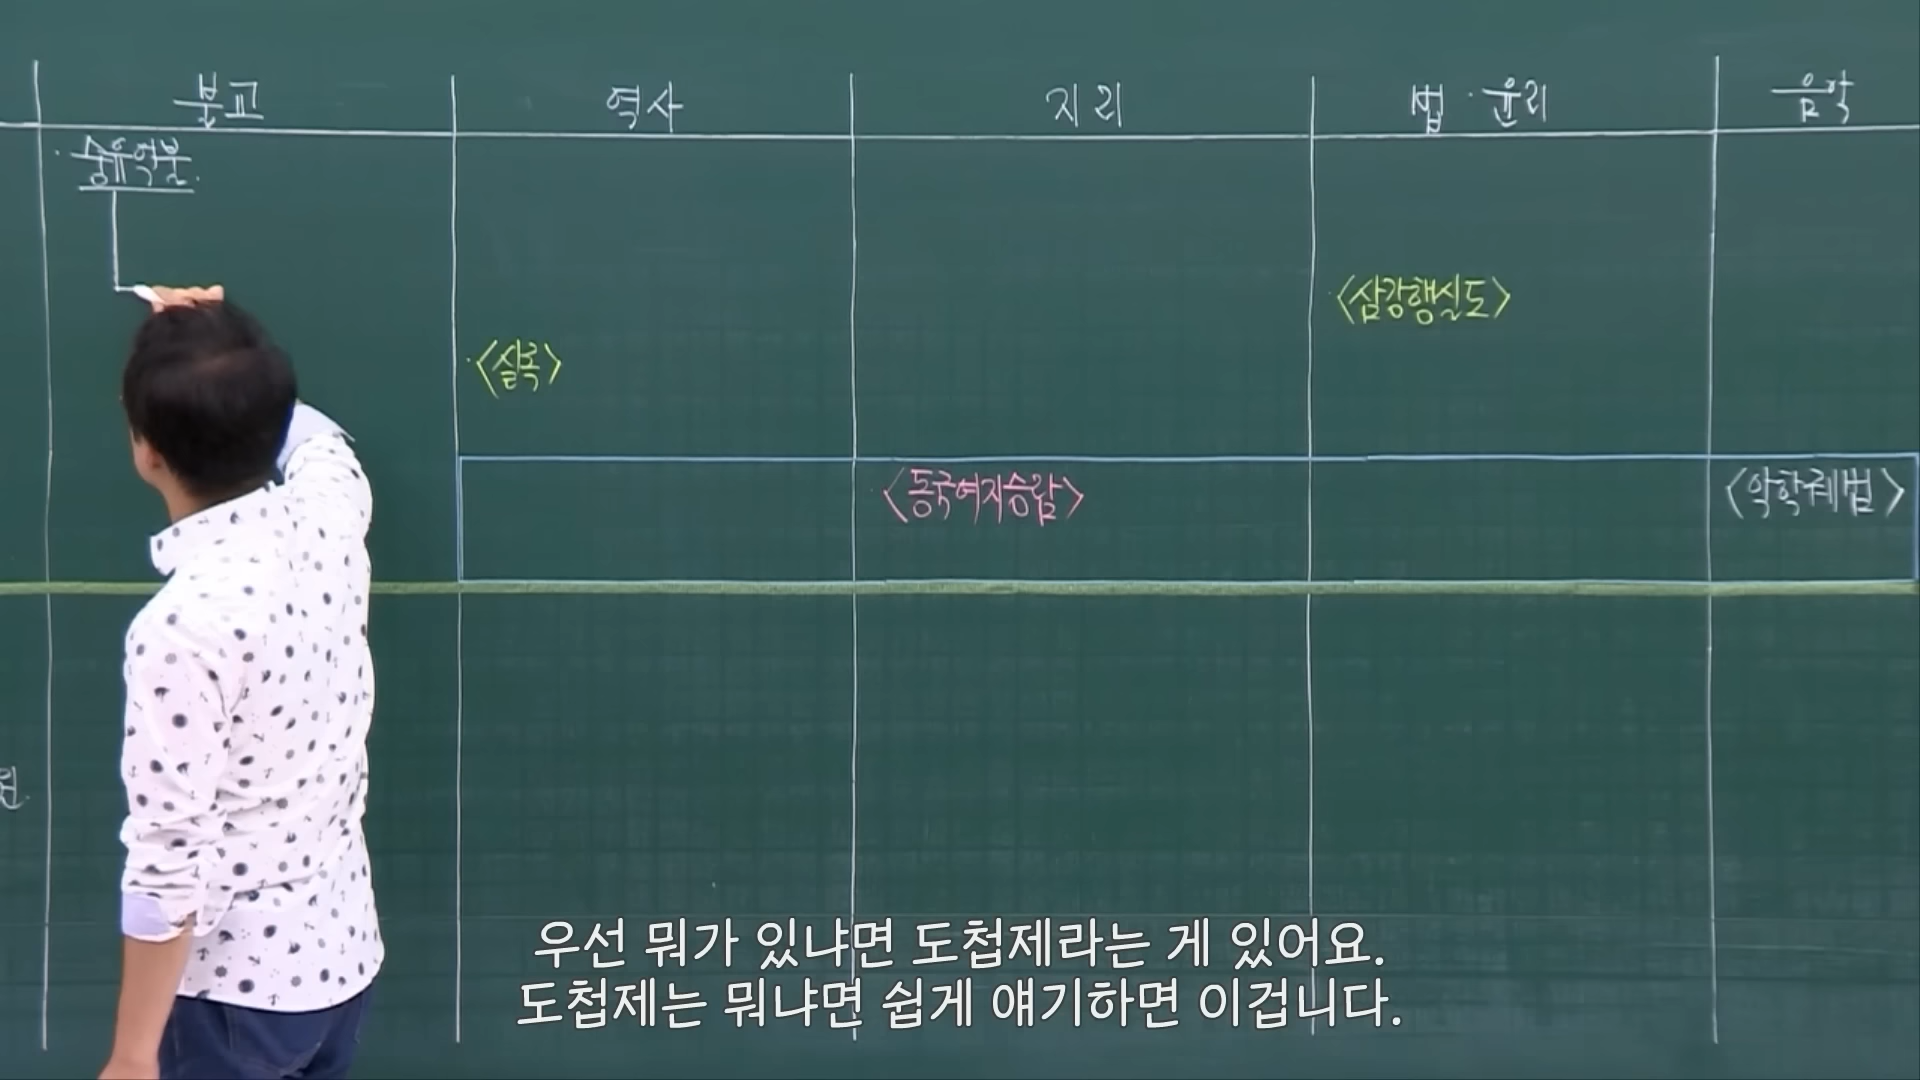 불교 역사 지리 법·윤리 음악
·숭유억불.
<삼강행실도>
·<실록>
·<동국여지승람>
<악학궤범>
원.
우선 뭐가 있냐면 도첩제라는 게 있어요.
도첩제는 뭐냐면 쉽게 얘기하면 이겁니다.